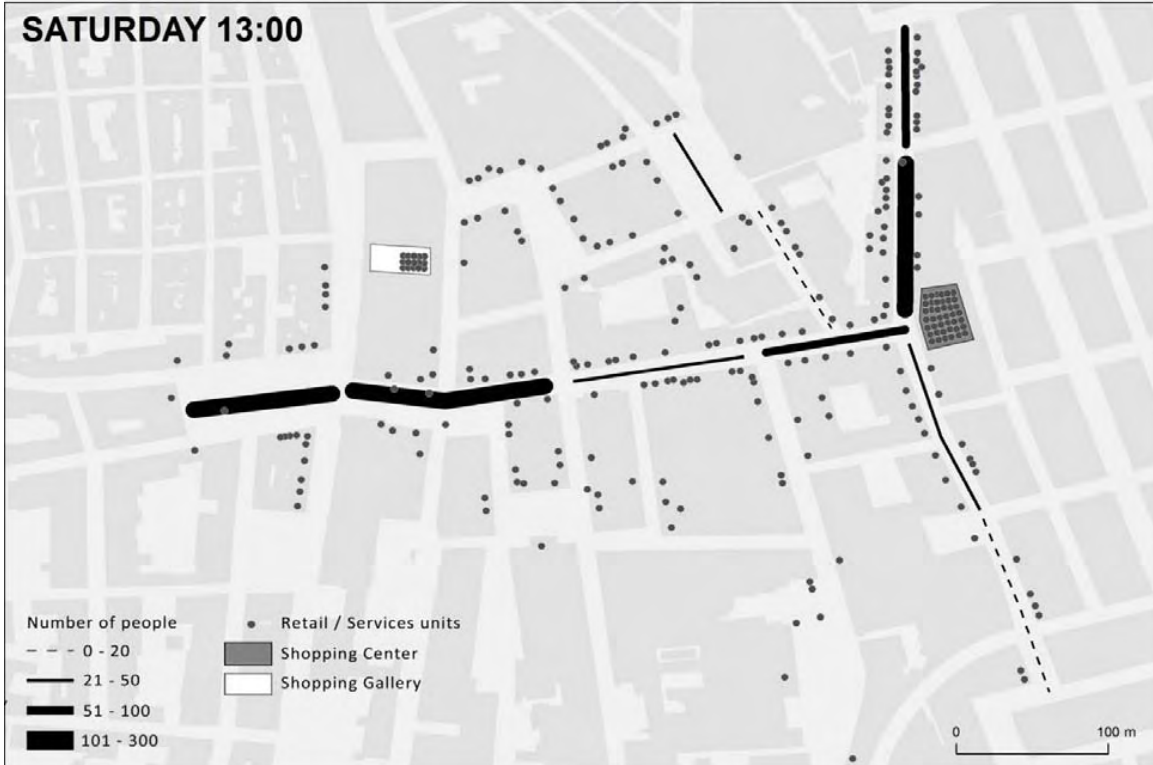 SATURDAY 13:00
Number of people
0 - 20
21 - 50
51 - 100
101 - 300
Retail / Services units
Shopping Center
Shopping Gallery
0 100 m